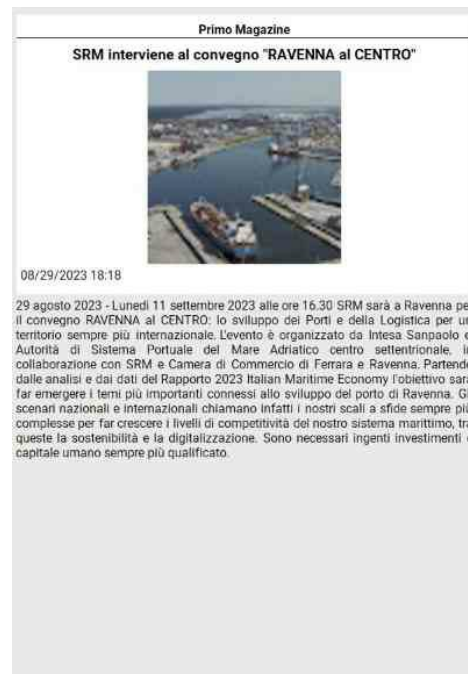 Primo Magazine
SRM interviene al convegno "RAVENNA al CENTRO"
08/29/2023 18:18
29 agosto 2023 - Lunedì 11 settembre 2023 alle ore 16.30 SRM sarà a Ravenna pe
il convegno RAVENNA al CENTRO: lo sviluppo dei Porti e della Logistica per un
territorio sempre più internazionale. L'evento è organizzato da Intesa Sanpaolo e
Autorità di Sistema Portuale del Mare Adriatico centro settentrionale, in
collaborazione con SRM e Camera di Commercio di Ferrara e Ravenna. Partendo
dalle analisi e dai dati del Rapporto 2023 Italian Maritime Economy l'obiettivo sarà
far emergere i temi più importanti connessi allo sviluppo del porto di Ravenna. Gl
scenari nazionali e internazionali chiamano infatti i nostri scali a sfide sempre più
complesse per far crescere i livelli di competitività del nostro sistema marittimo, tra
queste la sostenibilità e la digitalizzazione. Sono necessari ingenti investimenti e
capitale umano sempre più qualificato.